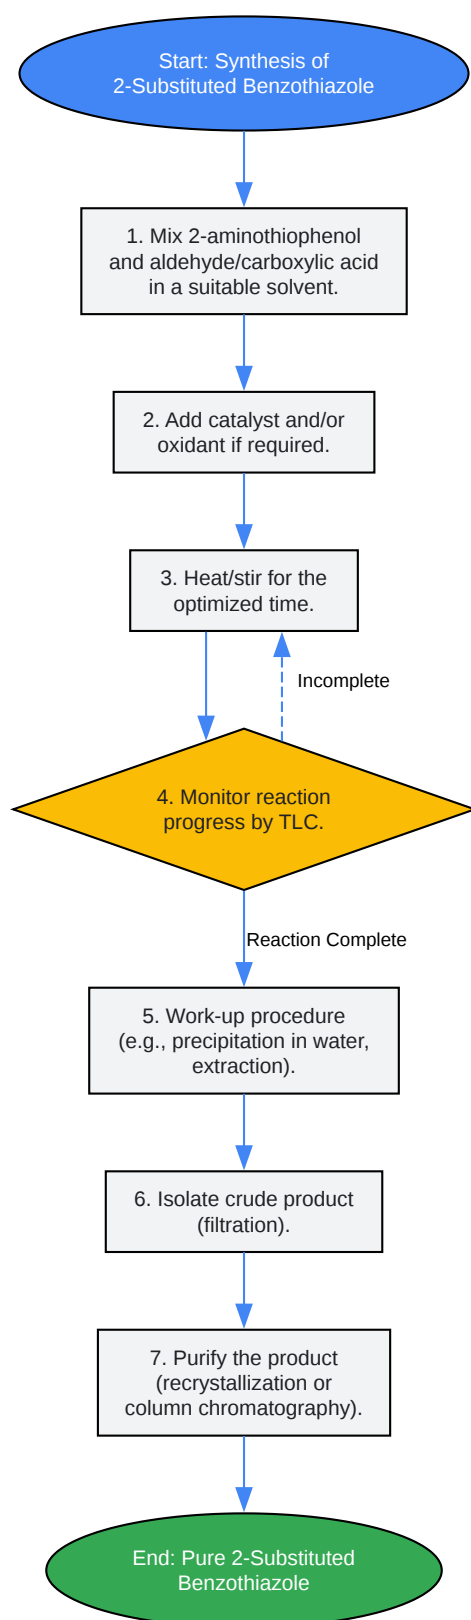 Start: Synthesis of
2-Substituted Benzothiazole
1. Mix 2-aminothiophenol
and aldehyde/carboxylic acid
in a suitable solvent.
2. Add catalyst and/or
oxidant if required.
3. Heat/stir for the
optimized time.
Incomplete
4. Monitor reaction
progress by TLC.
Reaction Complete
5. Work-up procedure
(e.g., precipitation in water,
extraction).
6. Isolate crude product
(filtration).
7. Purify the product
(recrystallization or
column chromatography).
End: Pure 2-Substituted
Benzothiazole